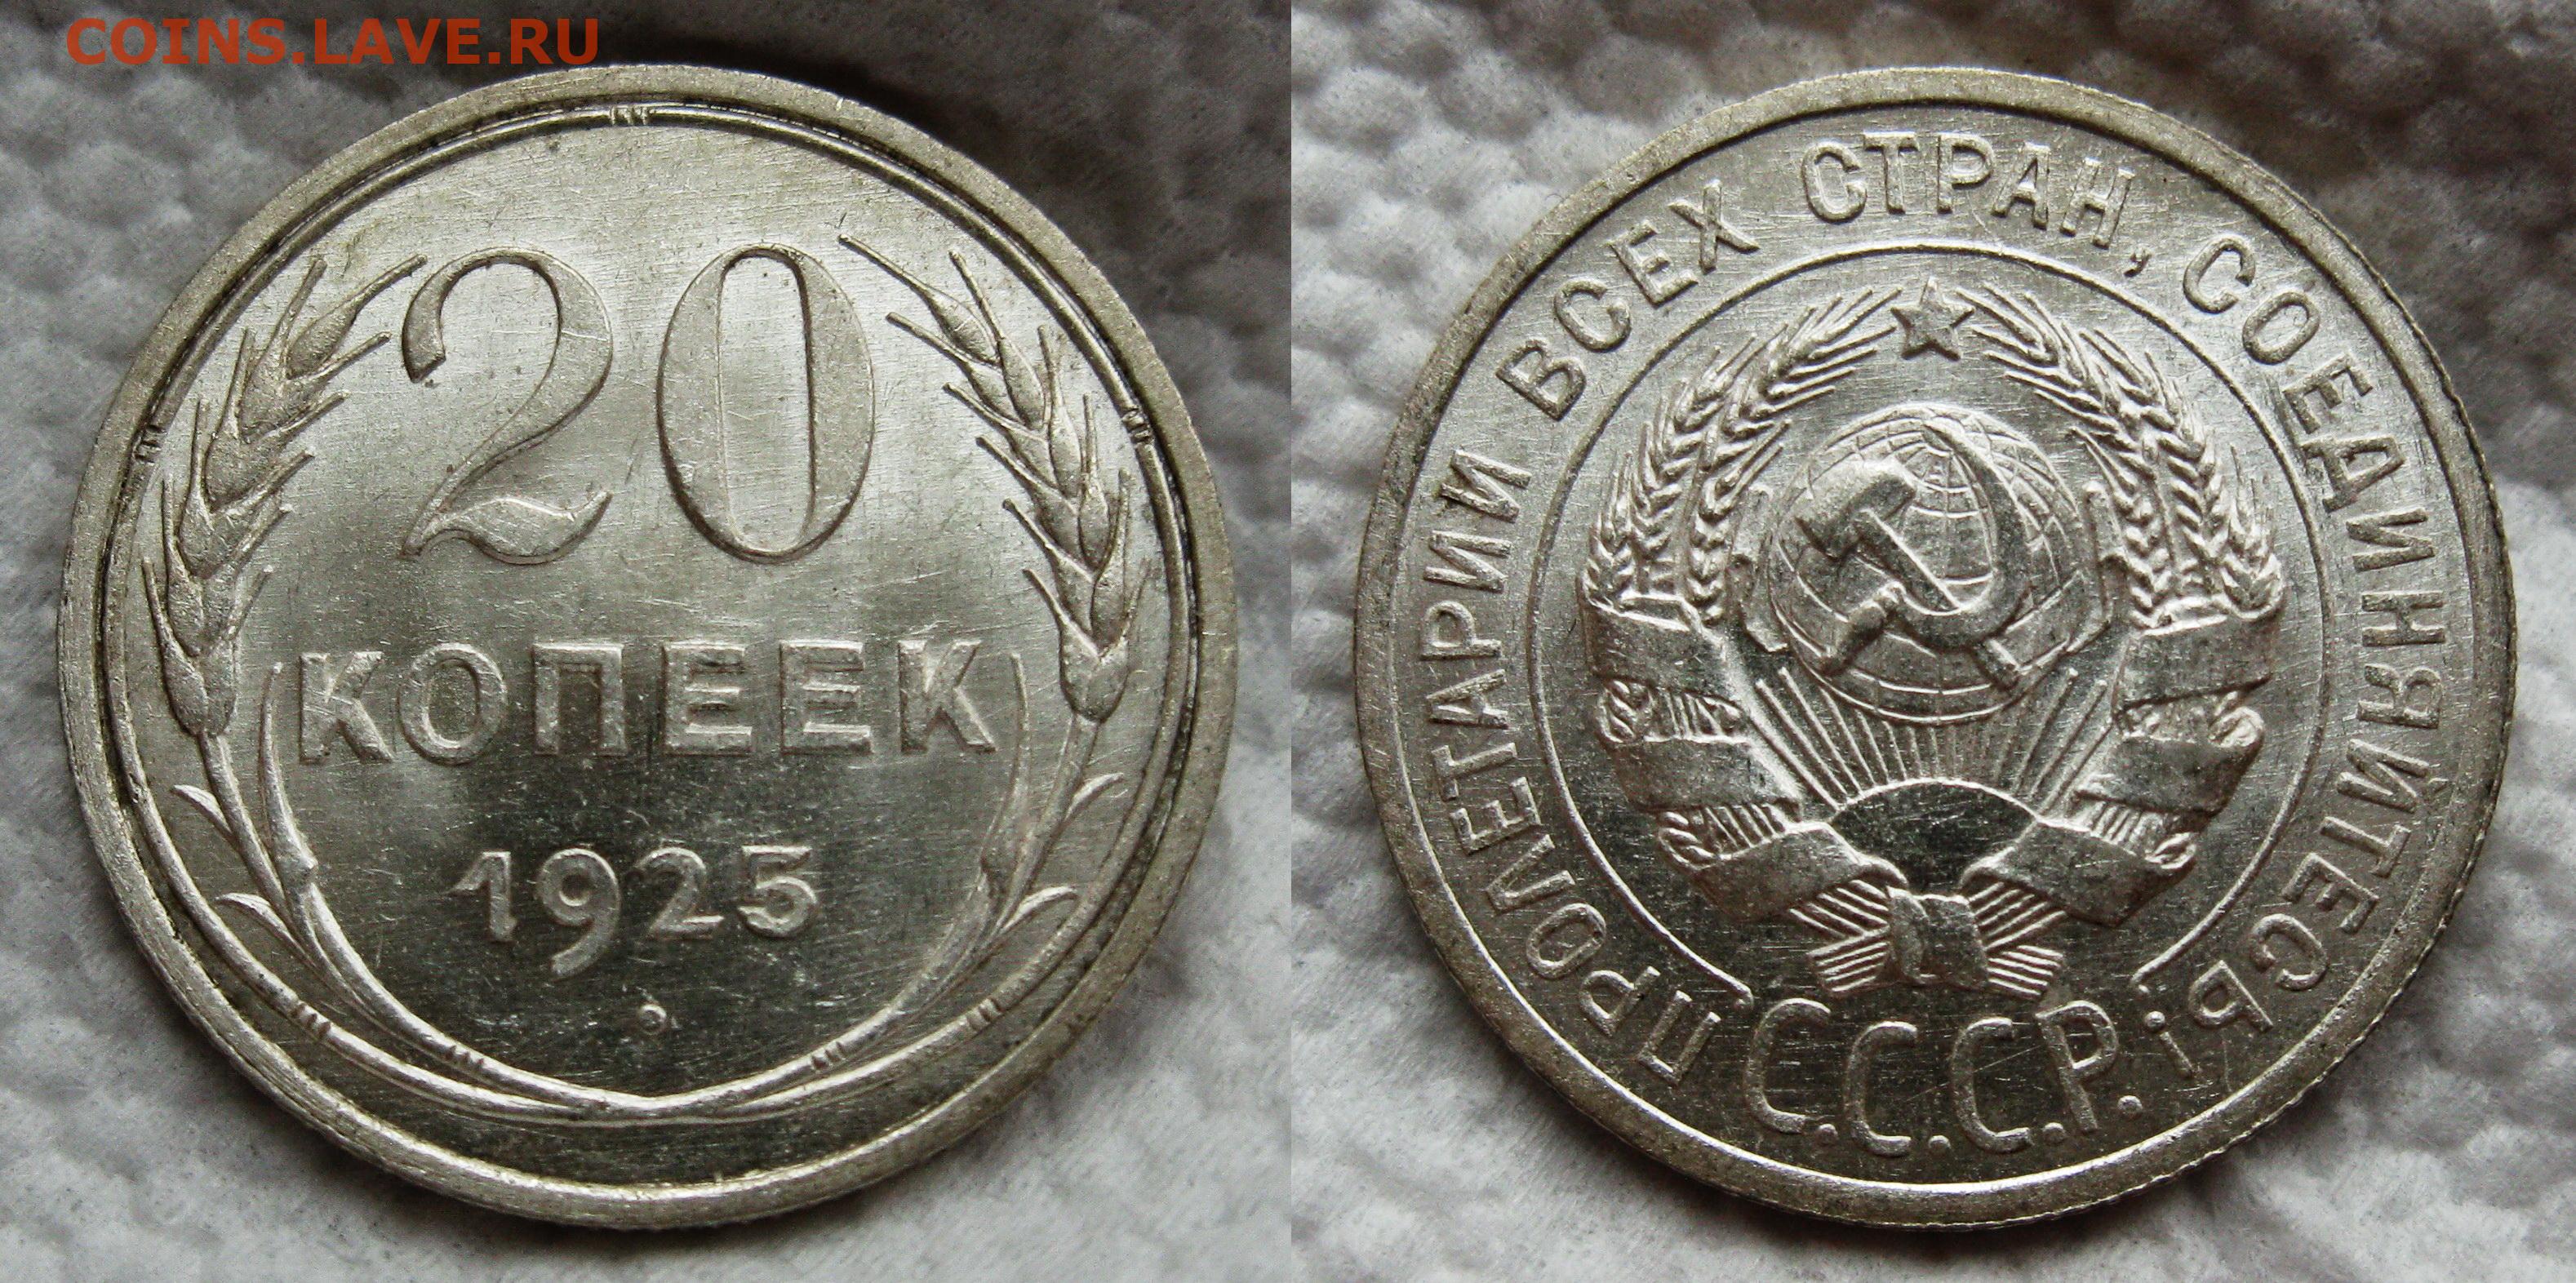 COINS.LAVE.RU
20
КОПЕЕК
1925
ПРОЛЕТАРИИ ВСЕХ СТРАН, СОЕДИНЯЙТЕСЬ!
С.С.С.Р.